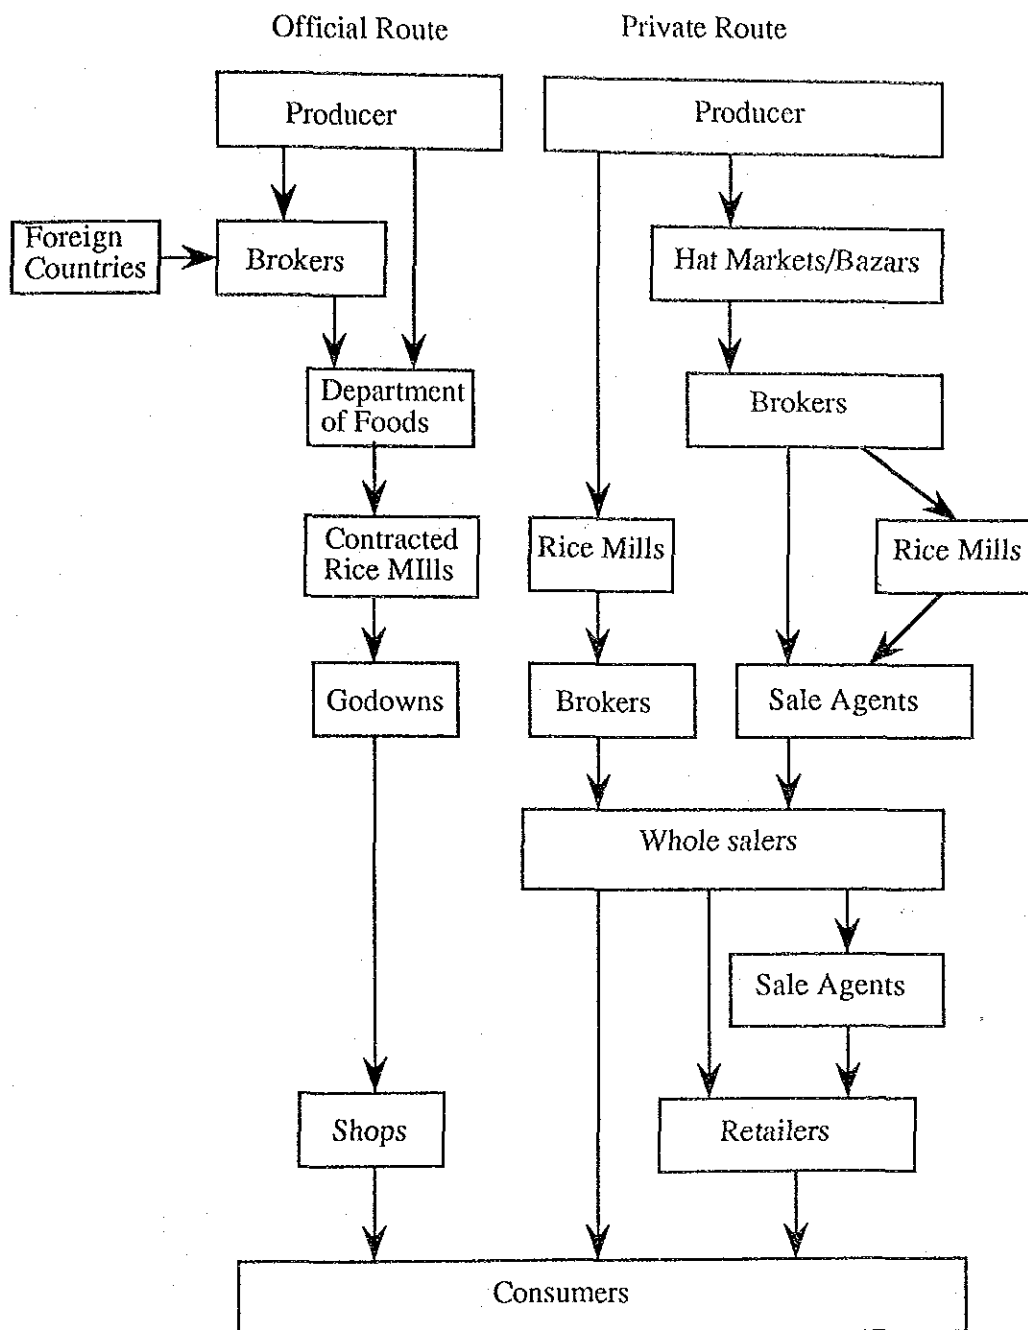 Official Route
Private Route
Producer
Producer
Foreign
Countries
Brokers
Hat Markets/Bazars
Department
of Foods
Brokers
Contracted
Rice MIlls
Rice Mills
Rice Mills
Godowns
Brokers
Sale Agents
Whole salers
Sale Agents
Shops
Retailers
Consumers